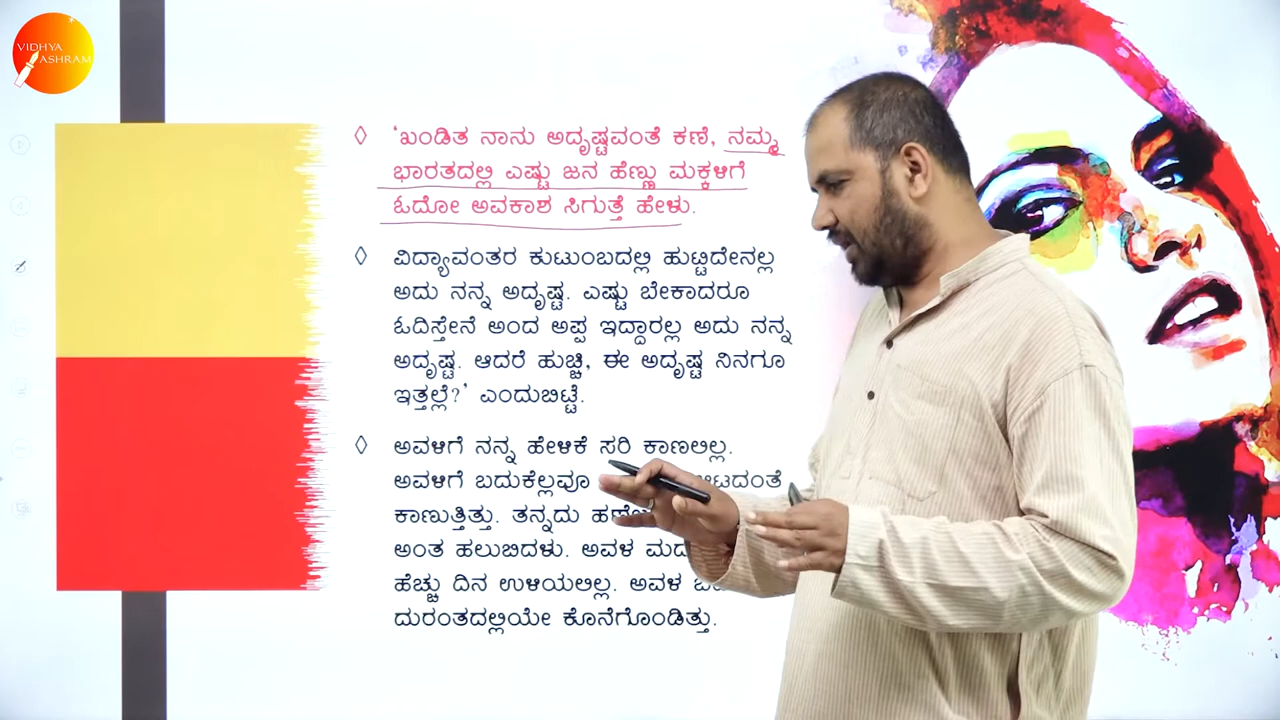 VIDHYA
ASHRAM
◊ 'ಖಂಡಿತ ನಾನು ಅದೃಷ್ಟವಂತೆ ಕಣೆ, ನಮ್ಮ
ಭಾರತದಲ್ಲಿ ಎಷ್ಟು ಜನ ಹೆಣ್ಣು ಮಕ್ಕಳಿಗೆ
ಓದೋ ಅವಕಾಶ ಸಿಗುತ್ತೆ ಹೇಳು.
◊ ವಿದ್ಯಾವಂತರ ಕುಟುಂಬದಲ್ಲಿ ಹುಟ್ಟಿದೇನಲ್ಲ
ಅದು ನನ್ನ ಅದೃಷ್ಟ. ಎಷ್ಟು ಬೇಕಾದರೂ
ಓದಿಸ್ತೇನೆ ಅಂದ ಅಪ್ಪ ಇದ್ದಾರಲ್ಲ ಅದು ನನ್ನ
ಅದೃಷ್ಟ. ಆದರೆ ಹುಚ್ಚಿ, ಈ ಅದೃಷ್ಟ ನಿನಗೂ
ಇತ್ತಲ್ಲೆ?' ಎಂದುಬಿಟ್ಟೆ.
◊ ಅವಳಿಗೆ ನನ್ನ ಹೇಳಿಕೆ ಸರಿ ಕಾಣಲಿಲ್ಲ.
ಅವಳಿಗೆ ಬದುಕೆಲ್ಲವೂ
ಕಾಣುತ್ತಿತ್ತು. ತನ್ನದು
ಅಂತ ಹಲುಬಿದಳು. ಅವಳ
ಹೆಚ್ಚು ದಿನ ಉಳಿಯಲಿಲ್ಲ. ಅವಳ
ದುರಂತದಲ್ಲಿಯೇ ಕೊನೆಗೊಂಡಿತ್ತು.